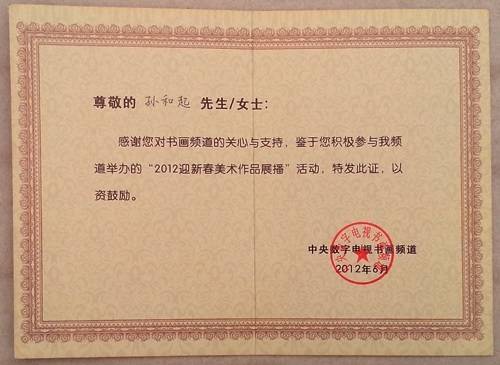 尊敬的 孙和起 先生/女士：
感谢您对书画频道的关心与支持，鉴于您积极参与我频
道举办的“2012迎新春美术作品展播”活动，特发此证，以
资鼓励。
中央数字电视书画频道
2012年6月